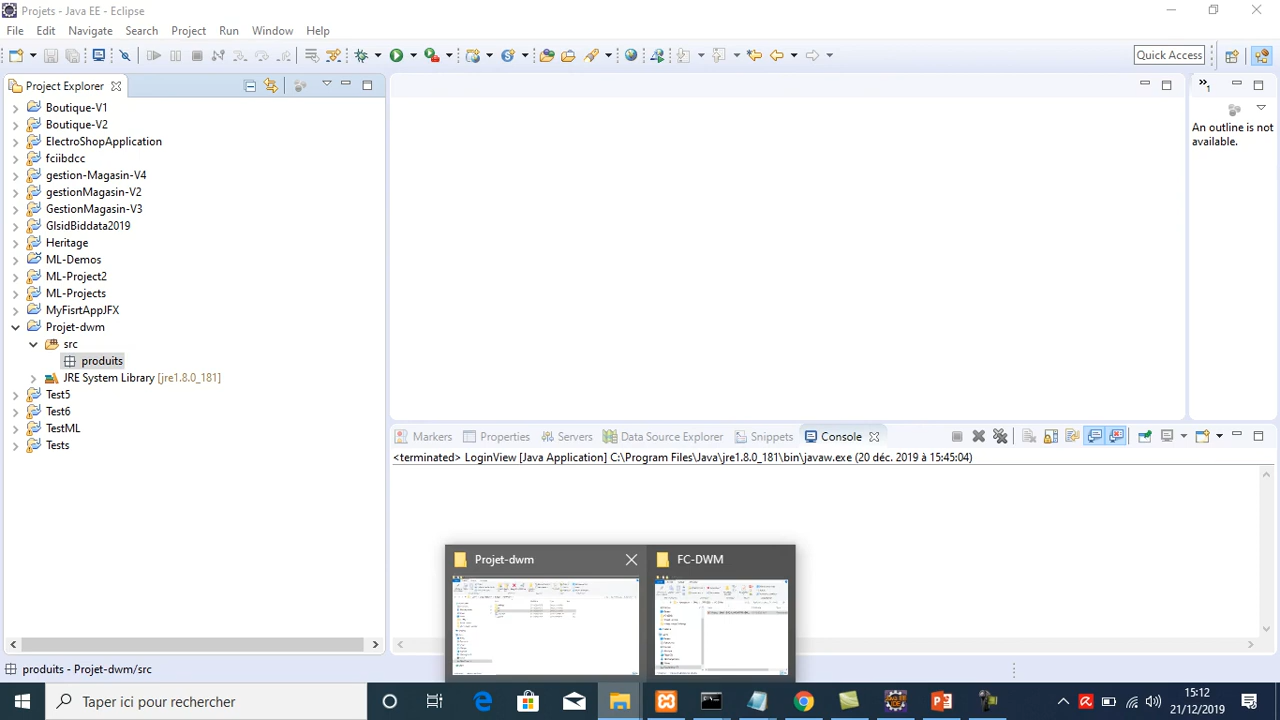 Projets - Java EE - Eclipse
File Edit Navigate Search Project Run Window Help
Quick Access
Project Explorer
Boutique-V1
Boutique-V2
ElectroShopApplication
fciibdcc
gestion-Magasin-V4
gestionMagasin-V2
GestionMagasin-V3
GlsidBiddata2019
Heritage
ML-Demos
ML-Project2
ML-Projects
MyFisrtAppJFX
Projet-dwm
src
produits
JRE System Library [jre1.8.0_181]
Test5
Test6
TestML
Tests
An outline is not
available.
Markers Properties Servers Data Source Explorer Snippets Console
<terminated> LoginView [Java Application] C:\Program Files\Java\jre1.8.0_181\bin\javaw.exe (20 déc. 2019 à 15:45:04)
Projet-dwm
FC-DWM
produits - Projet-dwm/src
Taper ici pour rechercher
15:12
21/12/2019